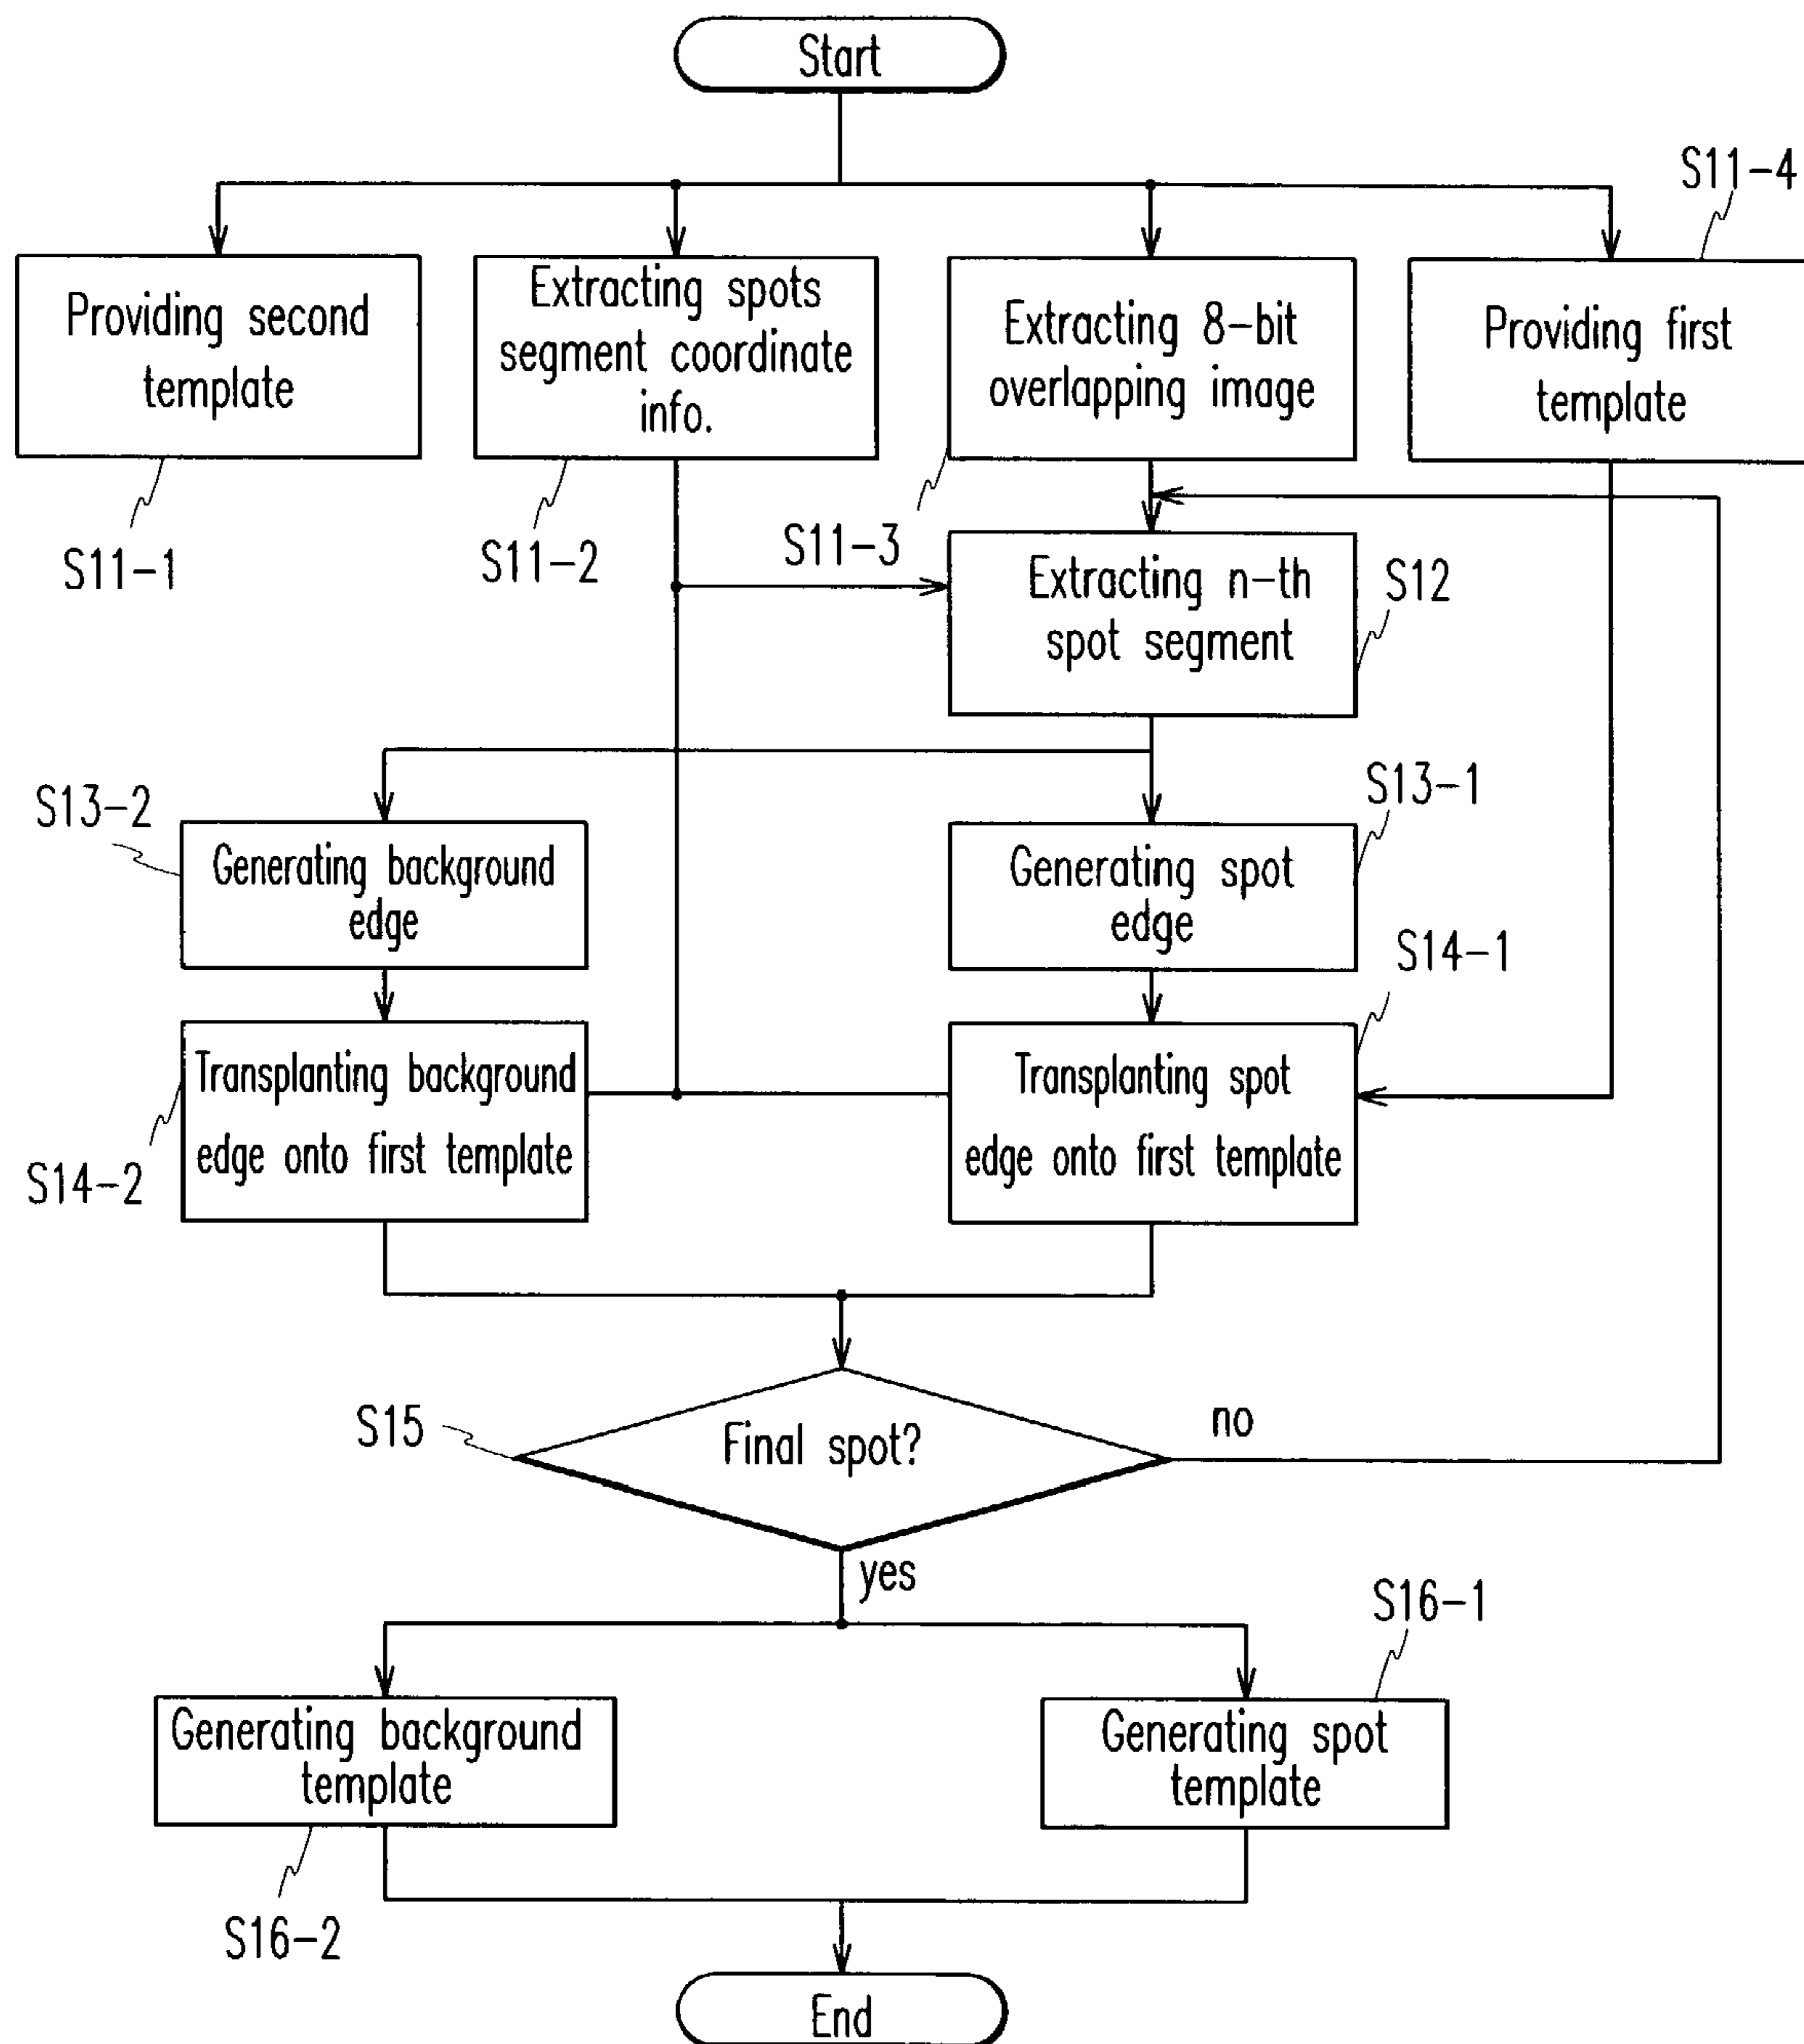 Start
S11-4
Providing second
template
Extracting spots
segment coordinate
info.
Extracting 8-bit
overlapping image
Providing first
template
S11-1
S11-2
S11-3
Extracting n-th
spot segment
S12
S13-2
Generating background
edge
S13-1
Generating spot
edge
S14-1
Transplanting background
edge onto first template
S14-2
Transplanting spot
edge onto first template
S15
Final spot?
no
yes
S16-1
Generating background
template
Generating spot
template
S16-2
End